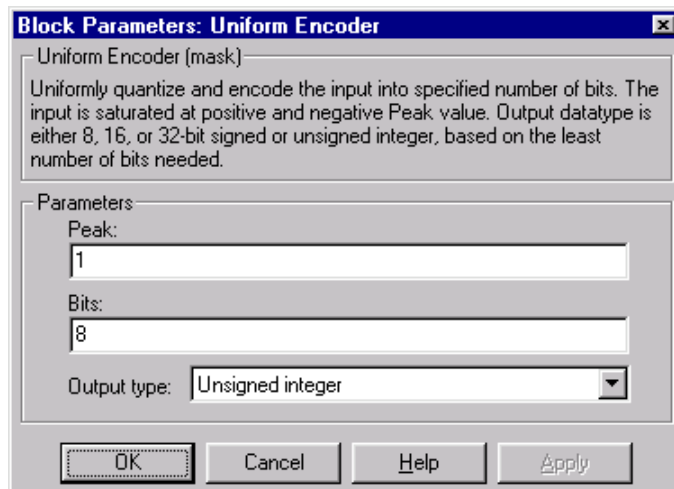 Block Parameters: Uniform Encoder
Uniform Encoder (mask)
Uniformly quantize and encode the input into specified number of bits. The
input is saturated at positive and negative Peak value. Output datatype is
either 8, 16, or 32-bit signed or unsigned integer, based on the least
number of bits needed.
Parameters
Peak:
1
Bits:
8
Output type: Unsigned integer
OK Cancel Help Apply